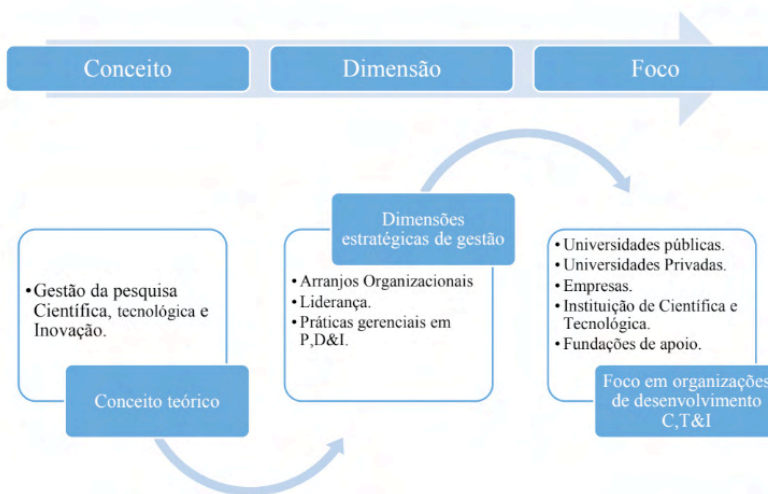 Conceito
Dimensão
Foco
• Gestão da pesquisa
Científica, tecnológica e
Inovação.
Conceito teórico
Dimensões
estratégicas de gestão
• Arranjos Organizacionais
• Liderança.
• Práticas gerenciais em
P,D&I.
• Universidades públicas.
• Universidades Privadas.
• Empresas.
• Instituição de Científica e
Tecnológica.
• Fundações de apoio.
Foco em organizações
de desenvolvimento
C,T&I